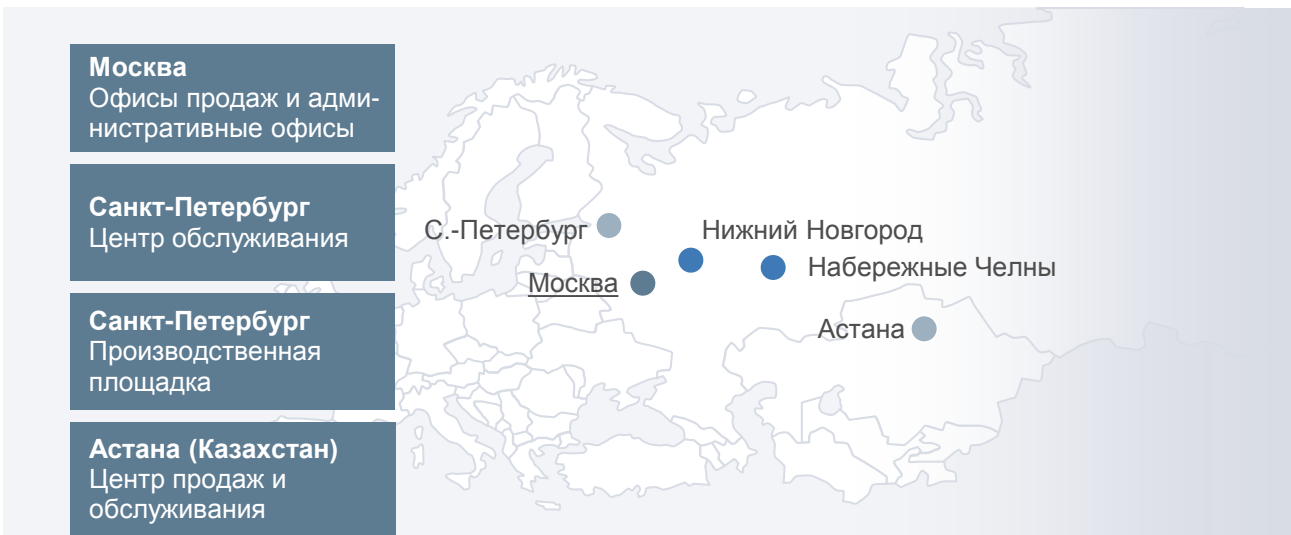 Москва
Офисы продаж и адми-
нистративные офисы
Санкт-Петербург
Центр обслуживания
Санкт-Петербург
Производственная
площадка
Астана (Казахстан)
Центр продаж и
обслуживания
С.-Петербург
Нижний Новгород
Набережные Челны
Москва
Астана